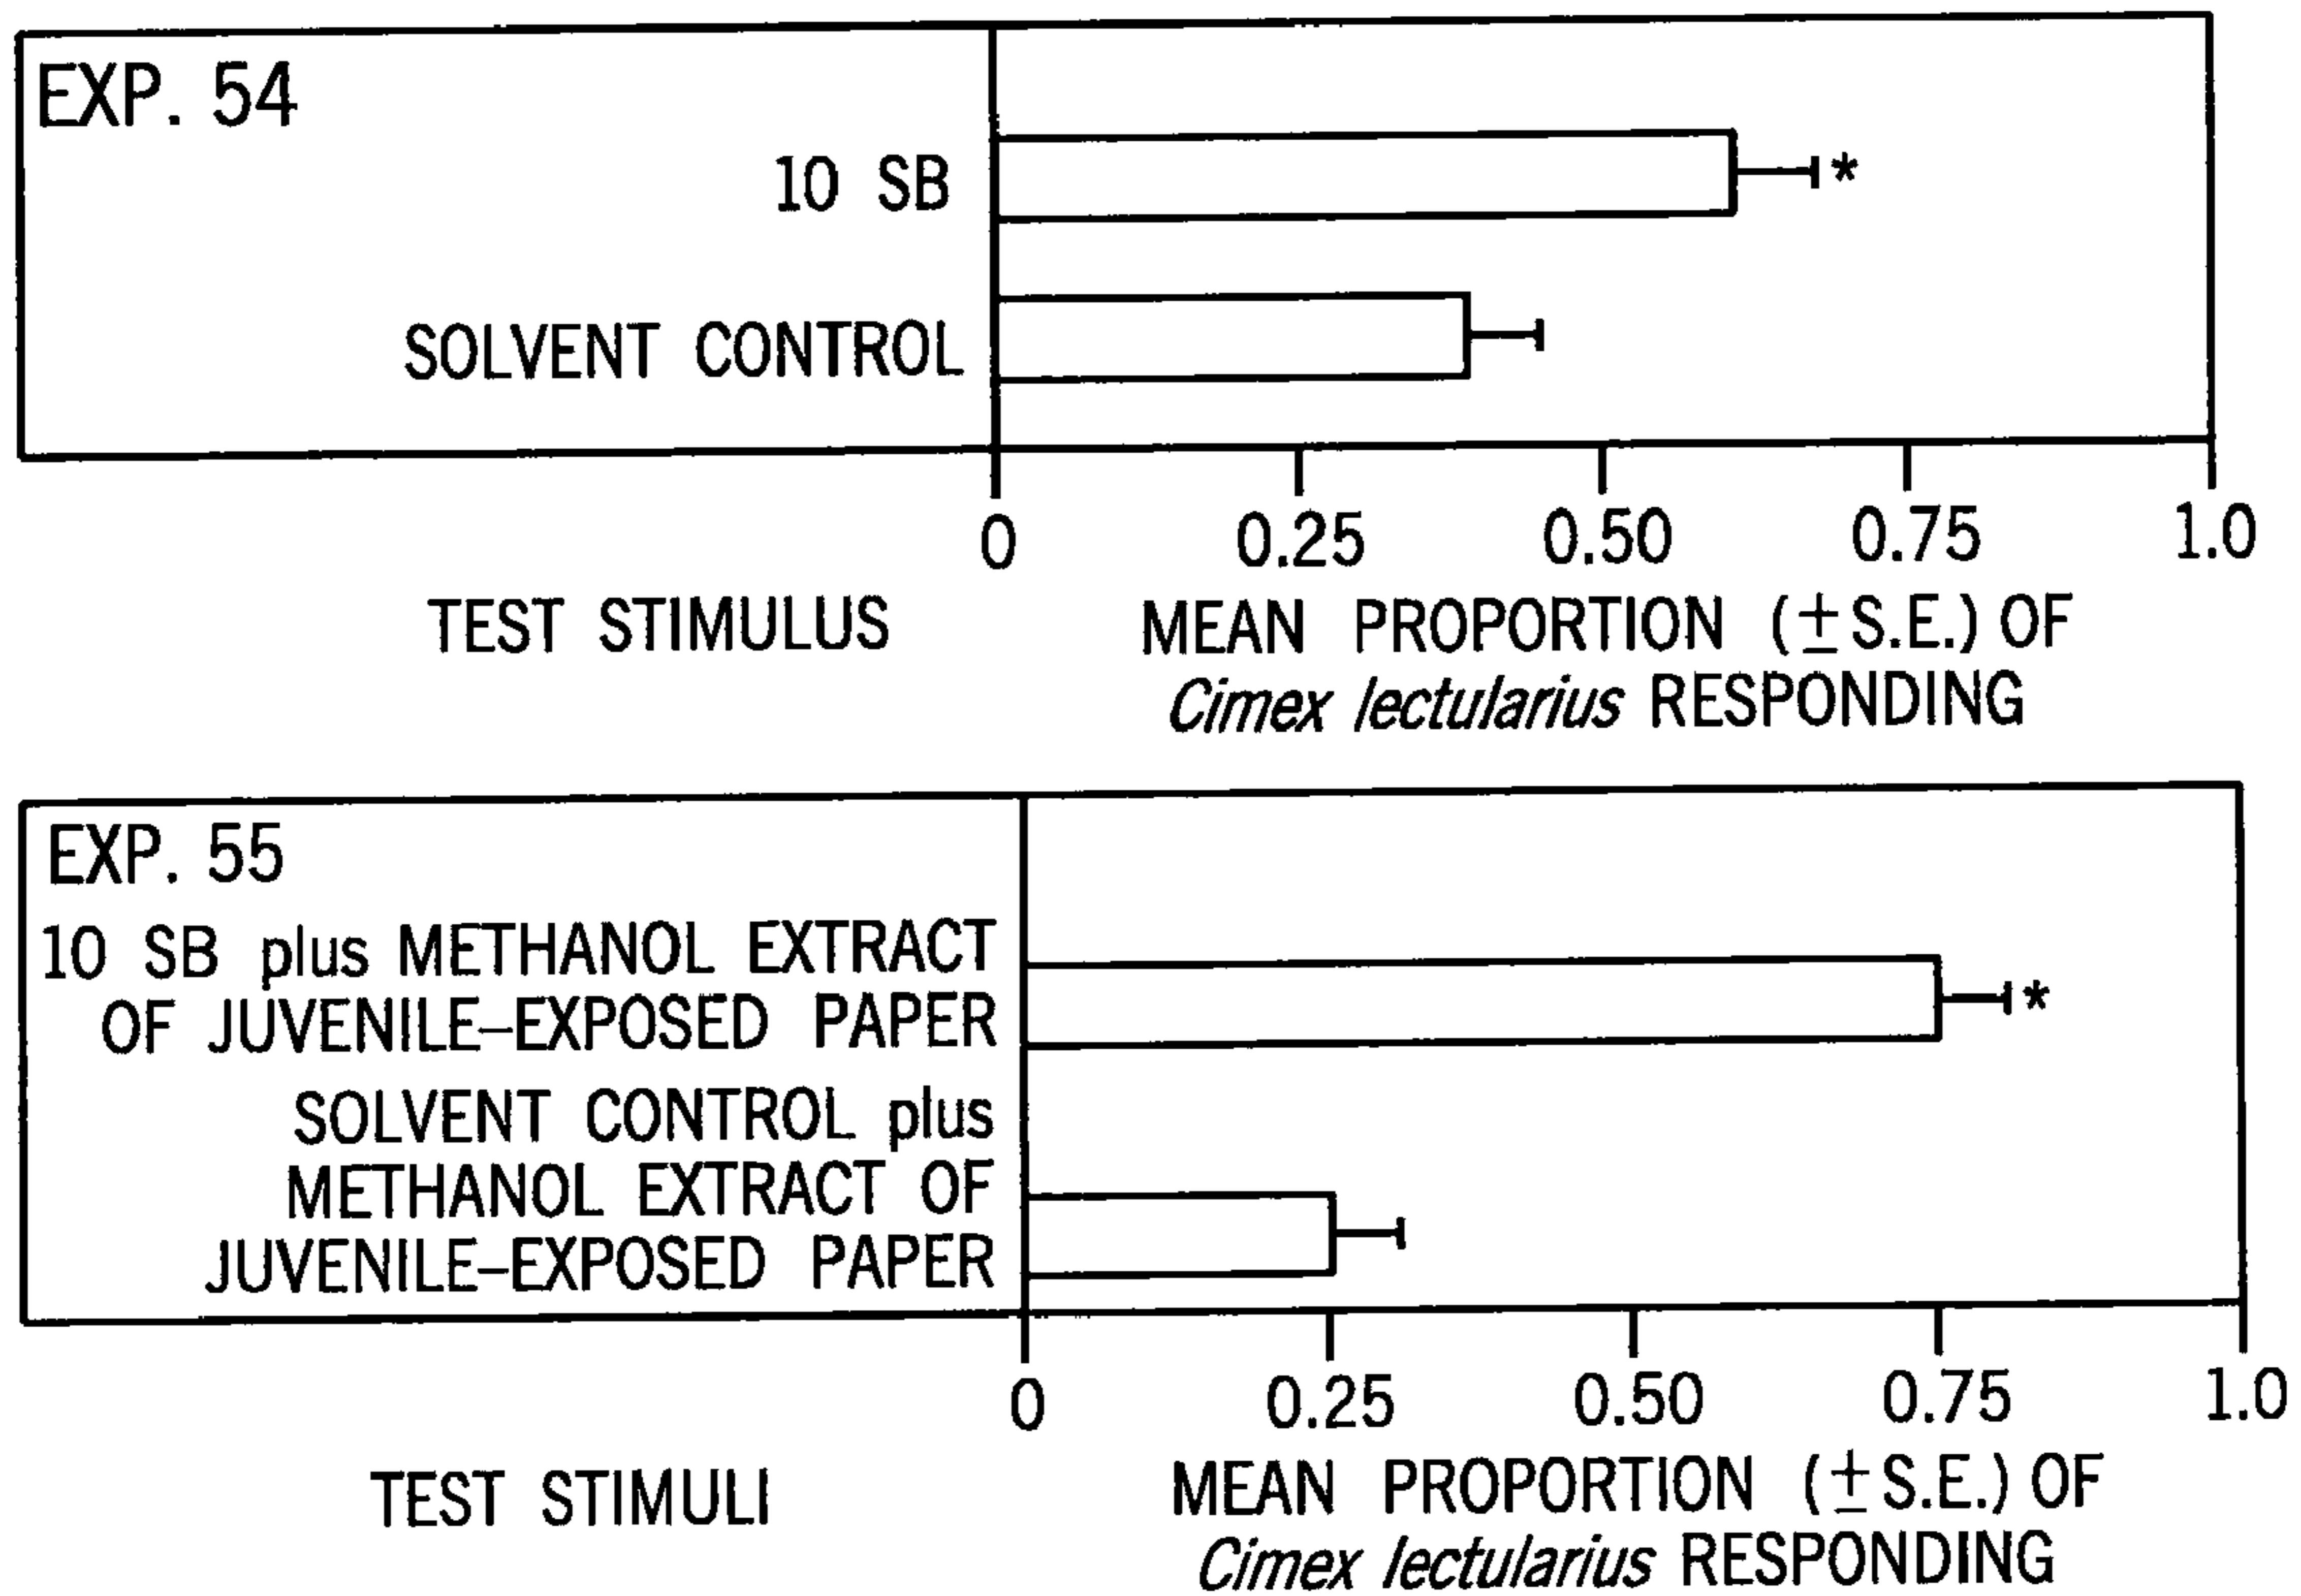 EXP. 54
10 SB
*
SOLVENT CONTROL
0 0.25 0.50 0.75 1.0
TEST STIMULUS
MEAN PROPORTION (±S.E.) OF
Cimex lectularius RESPONDING
EXP. 55
10 SB plus METHANOL EXTRACT
OF JUVENILE-EXPOSED PAPER
*
SOLVENT CONTROL plus
METHANOL EXTRACT OF
JUVENILE-EXPOSED PAPER
0 0.25 0.50 0.75 1.0
TEST STIMULI
MEAN PROPORTION (±S.E.) OF
Cimex lectularius RESPONDING